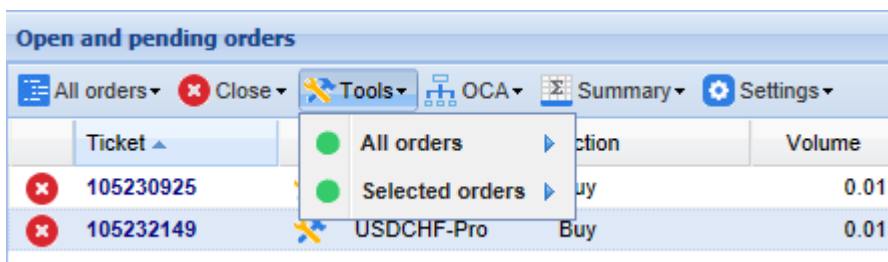 Open and pending orders
All orders Close Tools OCA Σ Summary Settings
Ticket ction Volume
All orders
105230925 uy 0.01
Selected orders
105232149 USDCHF-Pro Buy 0.01